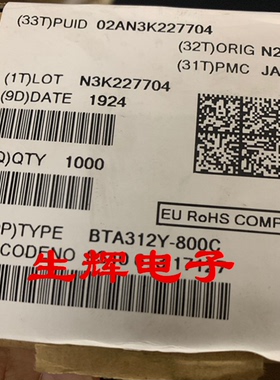 (33T)PUID 02AN3K227704
(32T)ORIG N2
(31T)PMC JA
(1T)LOT N3K227704
(9D)DATE 1924
Q)QTY 1000
EU RoHS COMP
P)TYPE BTA312Y-800C
CODENO
生辉电子